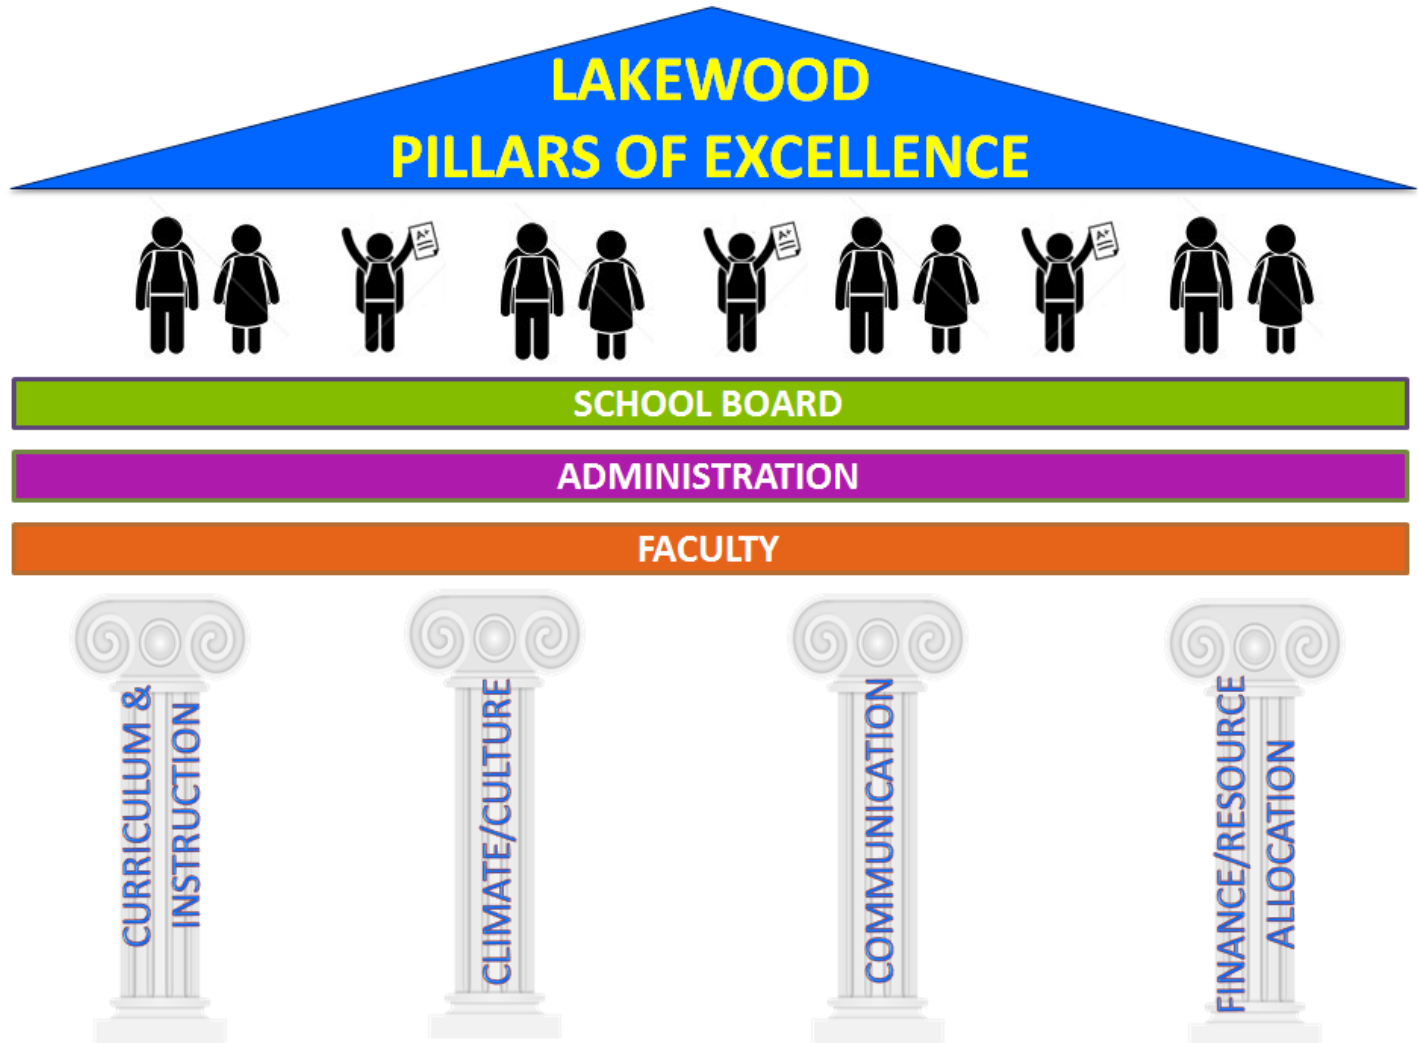 LAKEWOOD
PILLARS OF EXCELLENCE
A+
A+
A+
SCHOOL BOARD
ADMINISTRATION
FACULTY
CURRICULUM &
INSTRUCTION
CLIMATE/CULTURE
COMMUNICATION
FINANCE/RESOURCE
ALLOCATION